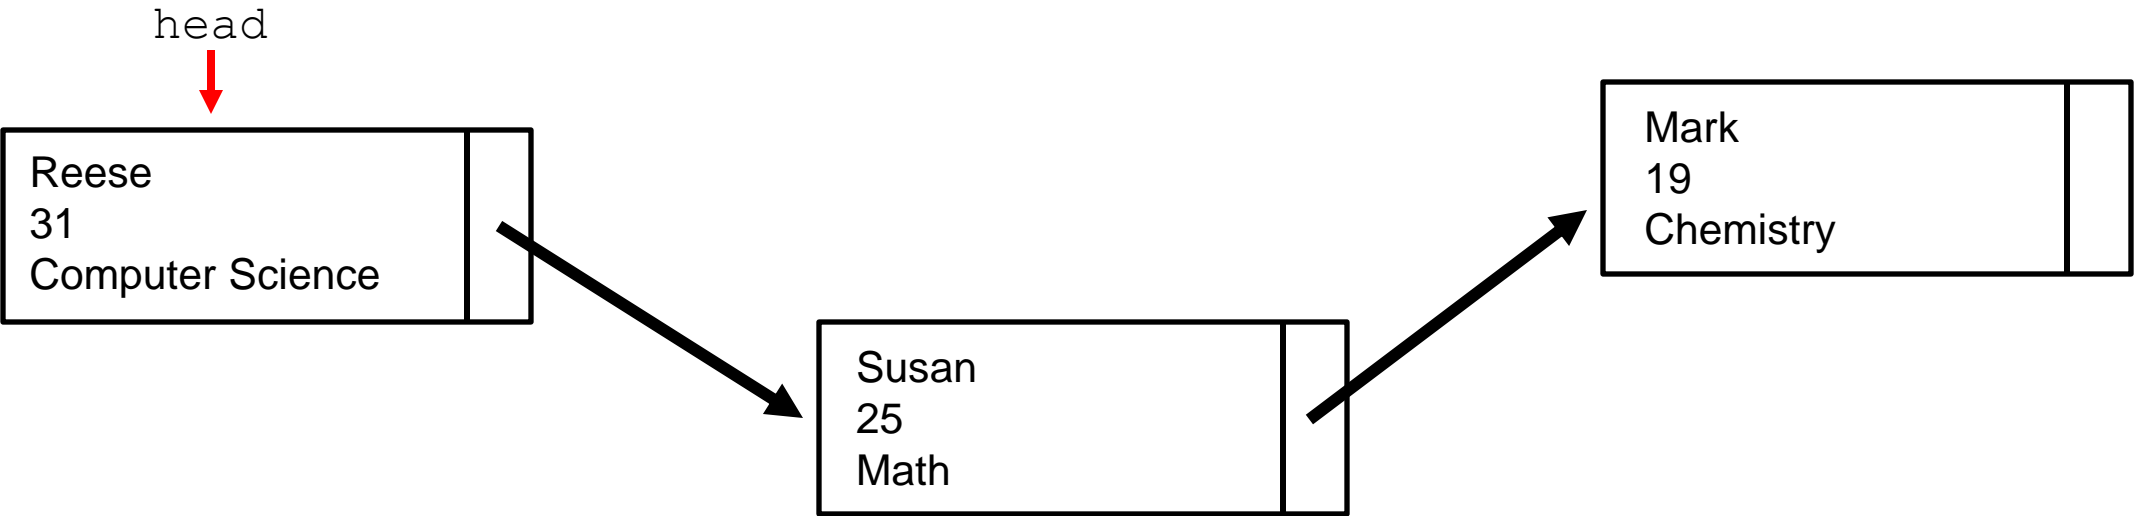 head
Reese
31
Computer Science
Susan
25
Math
Mark
19
Chemistry